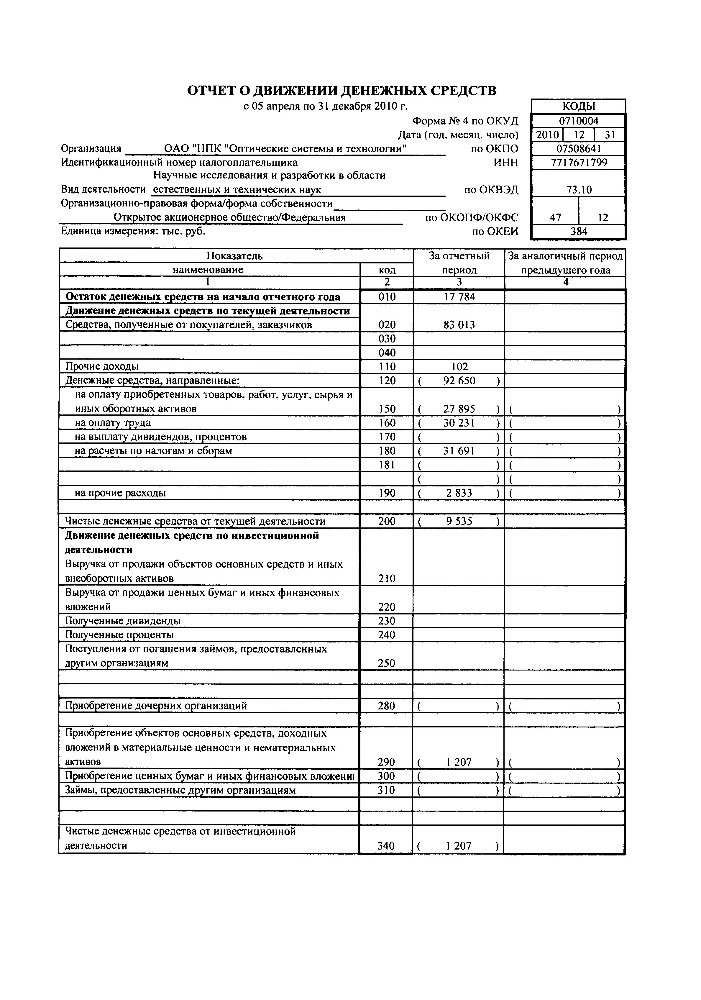 ОТЧЕТ О ДВИЖЕНИИ ДЕНЕЖНЫХ СРЕДСТВ
с 05 апреля по 31 декабря 2010 г.
КОДЫ
Форма № 4 по ОКУД 0710004
Дата (год. месяц. число) 2010 12 31
Организация ОАО "НПК "Оптические системы и технологии" по ОКПО 07508641
Идентификационный номер налогоплательщика ИНН 7717671799
Научные исследования и разработки в области
Вид деятельности естественных и технических наук по ОКВЭД 73.10
Организационно-правовая форма/форма собственности
Открытое акционерное общество/Федеральная по ОКОПФ/ОКФС 47 12
Единица измерения: тыс. руб. по ОКЕИ 384
Показатель За отчетный За аналогичный период
наименование код период предыдущего года
1 2 3 4
Остаток денежных средств на начало отчетного года 010 17 784
Движение денежных средств по текущей деятельности
Средства, полученные от покупателей, заказчиков 020 83 013
030
040
Прочие доходы 110 102
Денежные средства, направленные: 120 ( 92 650 )
на оплату приобретенных товаров, работ, услуг, сырья и
иных оборотных активов 150 ( 27 895 ) ( )
на оплату труда 160 ( 30 231 ) ( )
на выплату дивидендов, процентов 170 ( ) ( )
на расчеты по налогам и сборам 180 ( 31 691 ) ( )
181 ( ) ( )
( ) ( )
на прочие расходы 190 ( 2 833 ) ( )
Чистые денежные средства от текущей деятельности 200 ( 9 535 )
Движение денежных средств по инвестиционной
деятельности
Выручка от продажи объектов основных средств и иных
внеоборотных активов 210
Выручка от продажи ценных бумаг и иных финансовых
вложений 220
Полученные дивиденды 230
Полученные проценты 240
Поступления от погашения займов, предоставленных
другим организациям 250
Приобретение дочерних организаций 280 ( ) ( )
Приобретение объектов основных средств, доходных
вложений в материальные ценности и нематериальных
активов 290 ( 1 207 ) ( )
Приобретение ценных бумаг и иных финансовых вложени 300 ( ) ( )
Займы, предоставленные другим организациям 310 ( ) ( )
Чистые денежные средства от инвестиционной
деятельности 340 ( 1 207 )